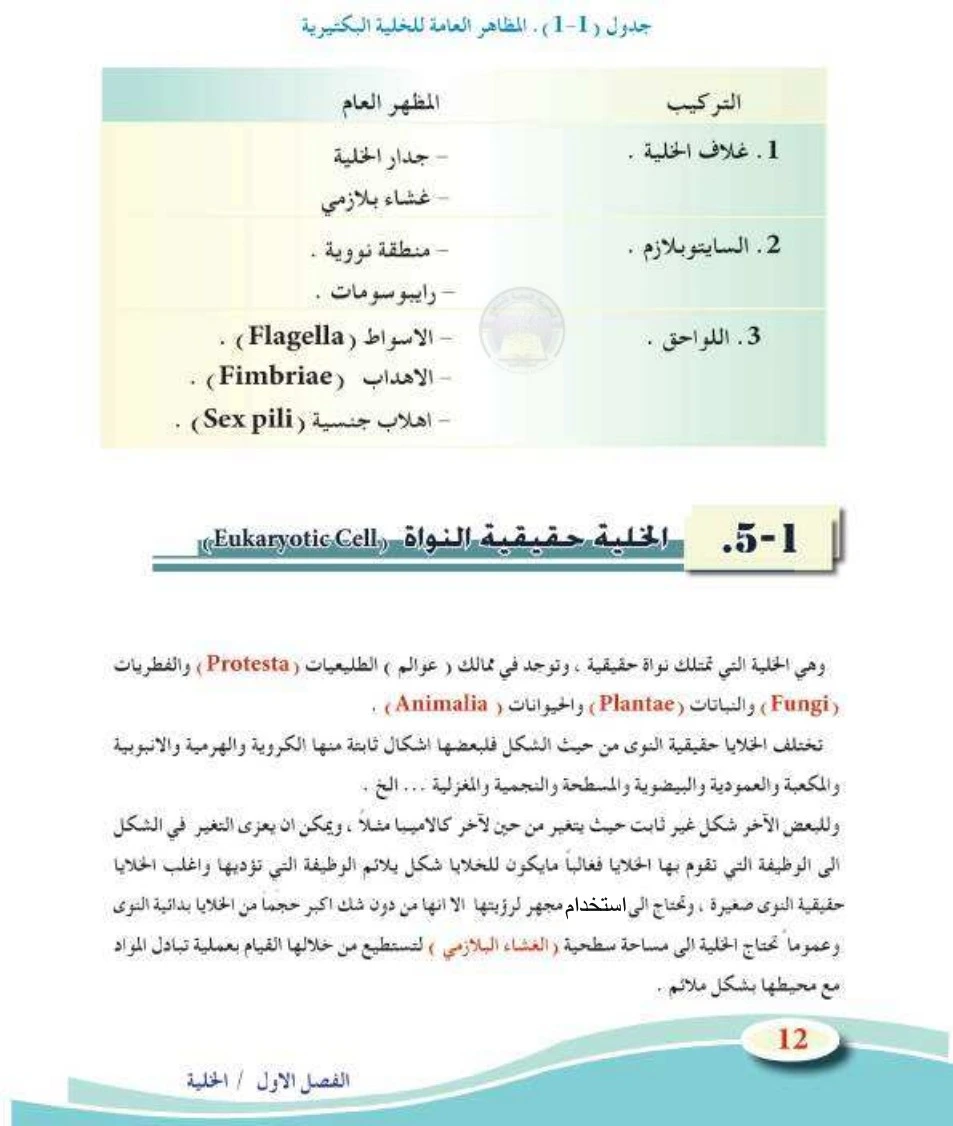 جدول (1-1). المظاهر العامة للخلية البكتيرية
التركيب المظهر العام
1. غلاف الخلية . – جدار الخلية
– غشاء بلازمي
2. السايتوبلازم . – منطقة نووية .
– رايبوسومات .
3. اللواحق . – الاسواط (Flagella) .
– الاهداب (Fimbriae) .
– اهلاب جنسية (Sex pili) .
5-1. الخلية حقيقية النواة (Eukaryotic Cell)
وهي الخلية التي تمتلك نواة حقيقية ، وتوجد في ممالك ( عوالم ) الطليعيات (Protesta) والفطريات
(Fungi) والنباتات (Plantae) والحيوانات ( Animalia) .
تختلف الخلايا حقيقية النوى من حيث الشكل فلبعضها اشكال ثابتة منها الكروية والهرمية والانبوبية
والمكعبة والعمودية والبيضوية والمسطحة والنجمية والمغزلية ... الخ .
وللبعض الآخر شكل غير ثابت حيث يتغير من حين لآخر كالاميبا مثلاً ، ويمكن ان يعزى التغير في الشكل
الى الوظيفة التي تقوم بها الخلايا فغالباً مايكون للخلايا شكل يلائم الوظيفة التي تؤديها واغلب الخلايا
حقيقية النوى صغيرة ، وتحتاج الى استخدام مجهر لرؤيتها الا انها من دون شك اكبر حجماً من الخلايا بدائية النوى
وعموماً تحتاج الخلية الى مساحة سطحية ( الغشاء البلازمي ) لتستطيع من خلالها القيام بعملية تبادل المواد
مع محيطها بشكل ملائم .
12
الفصل الاول / الخلية